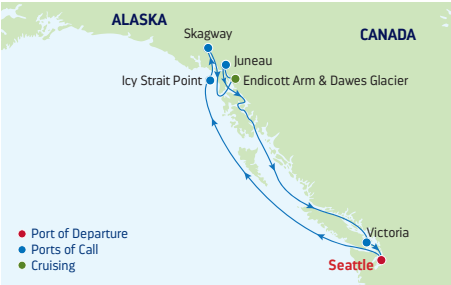 ALASKA
CANADA
Skagway
Juneau
Icy Strait Point
Endicott Arm & Dawes Glacier
Victoria
Seattle
Port of Departure
Ports of Call
Cruising